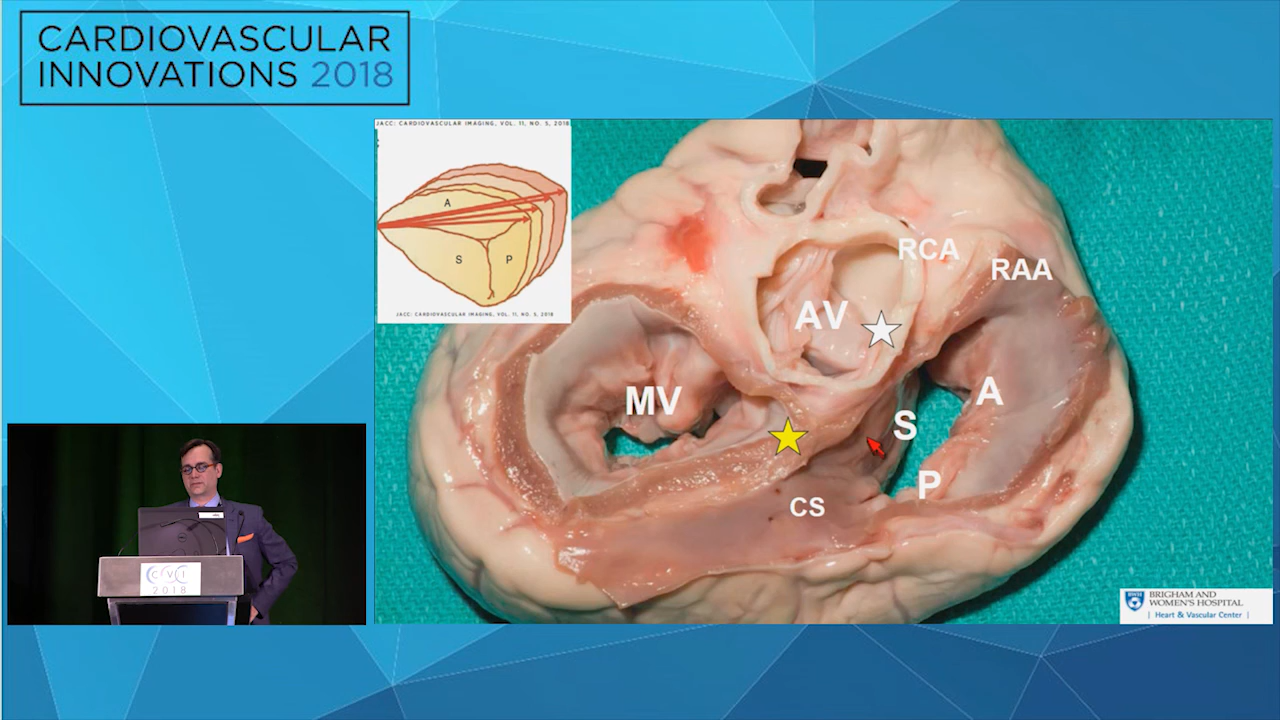 CARDIOVASCULAR
INNOVATIONS 2018
JACC: CARDIOVASCULAR IMAGING, VOL. 11, NO. 5, 2018
A
S P
JACC: CARDIOVASCULAR IMAGING, VOL. 11, NO. 5, 2018
RCA
RAA
AV
MV
A
S
P
CS
CVI
2018
BRIGHAM AND
WOMEN'S HOSPITAL
| Heart & Vascular Center |